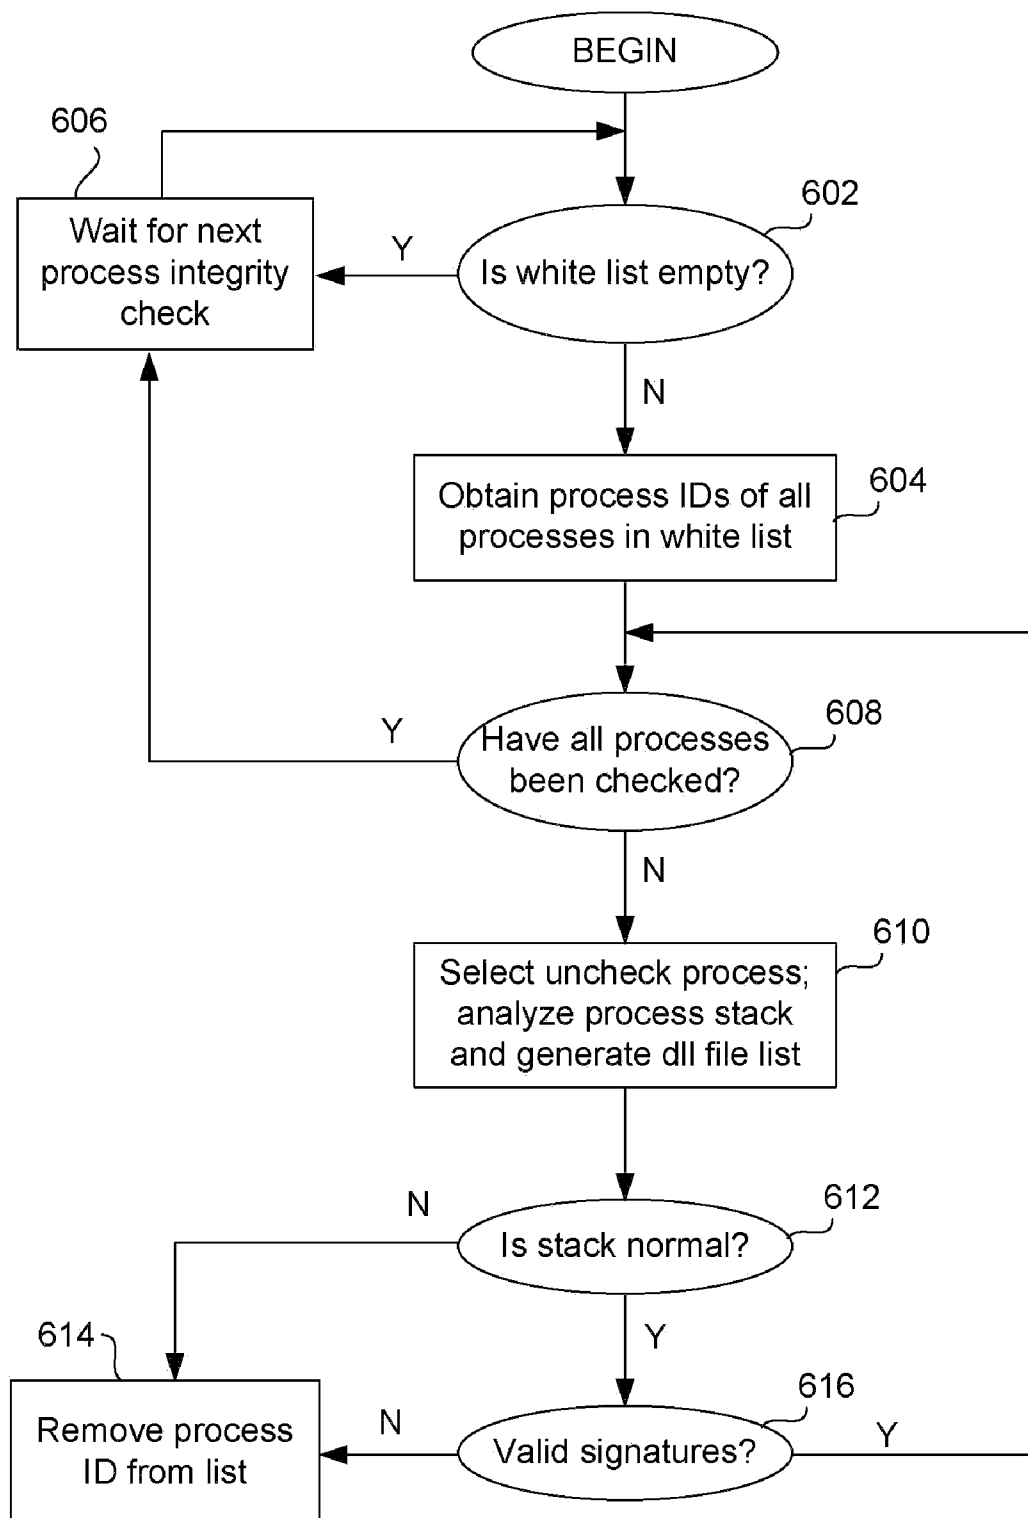 BEGIN
606
602
Wait for next
process integrity
check
Y
Is white list empty?
N
604
Obtain process IDs of all
processes in white list
608
Y
Have all processes
been checked?
N
610
Select uncheck process;
analyze process stack
and generate dll file list
612
N
Is stack normal?
Y
614
616
Remove process
ID from list
N
Valid signatures?
Y